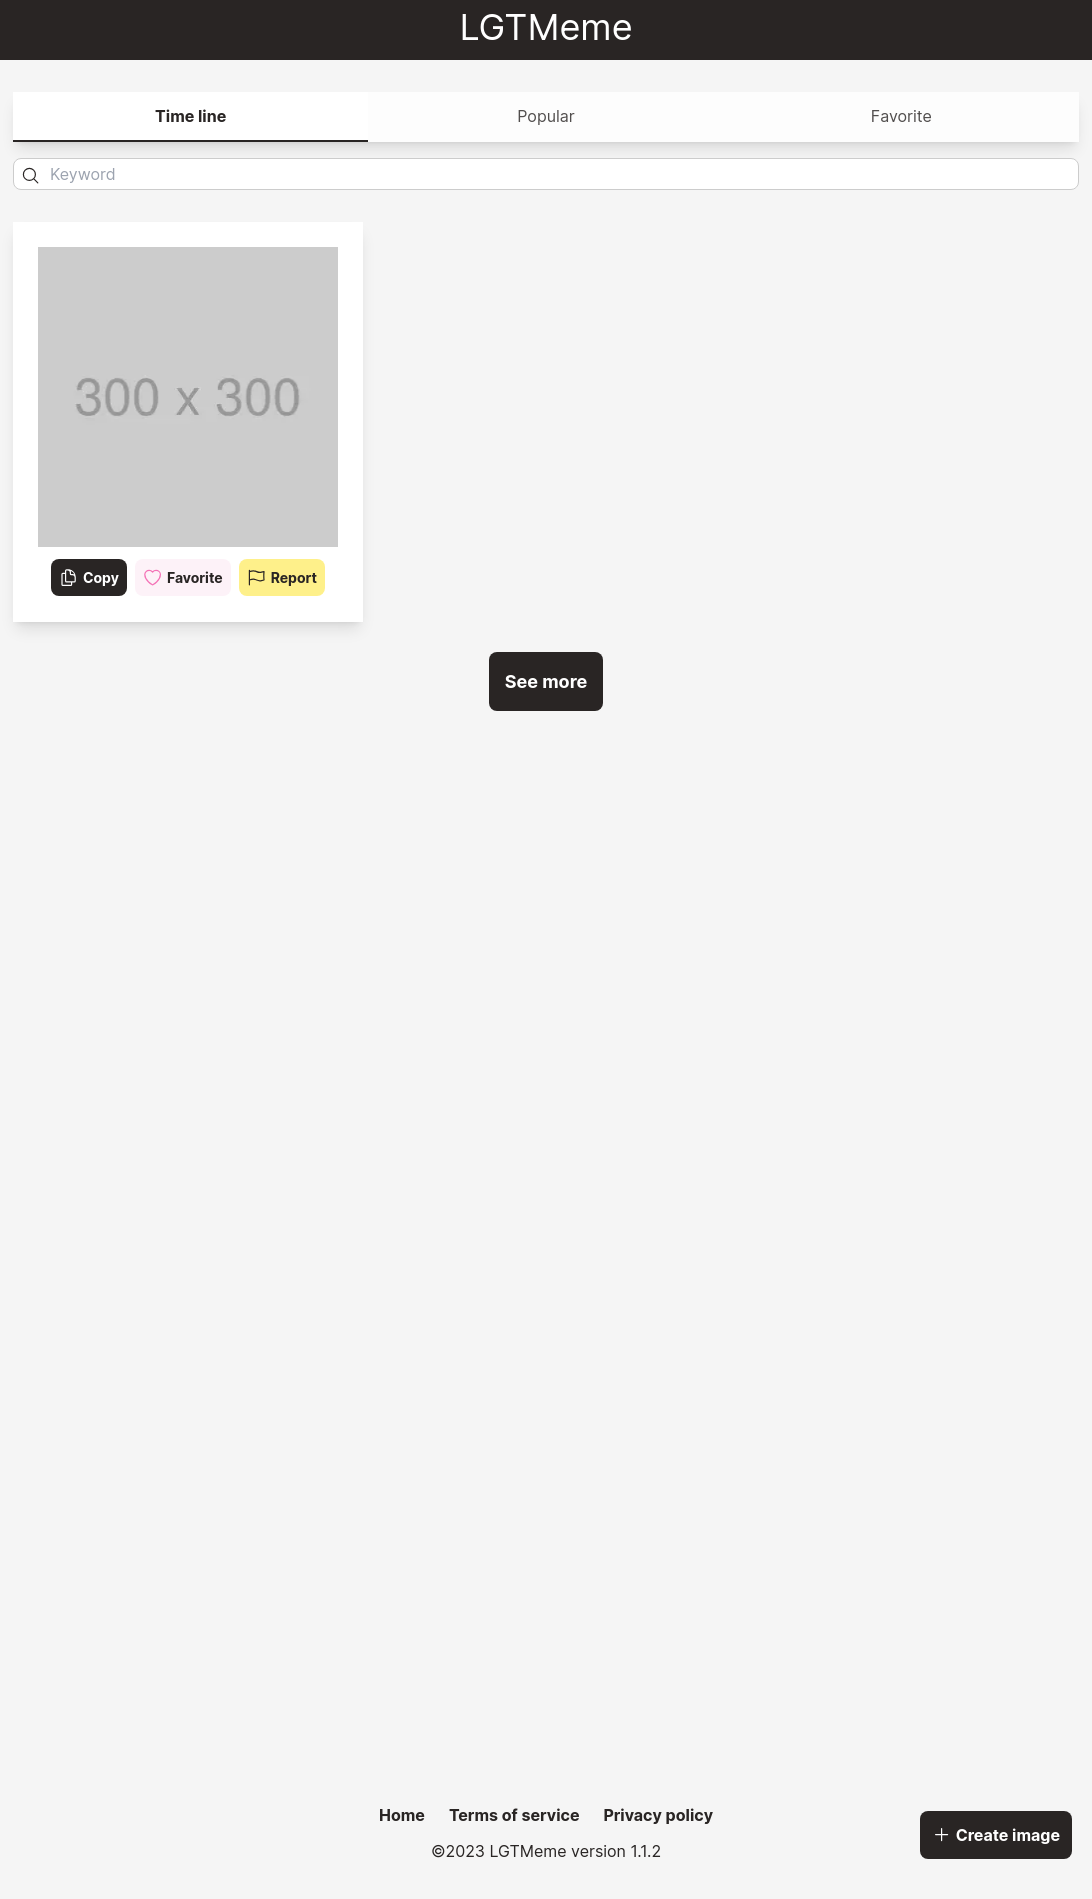 LGTMeme
Time line Popular Favorite
Keyword
300 x 300
Copy Favorite Report
See more
Home Terms of service Privacy policy
©2023 LGTMeme version 1.1.2
Create image